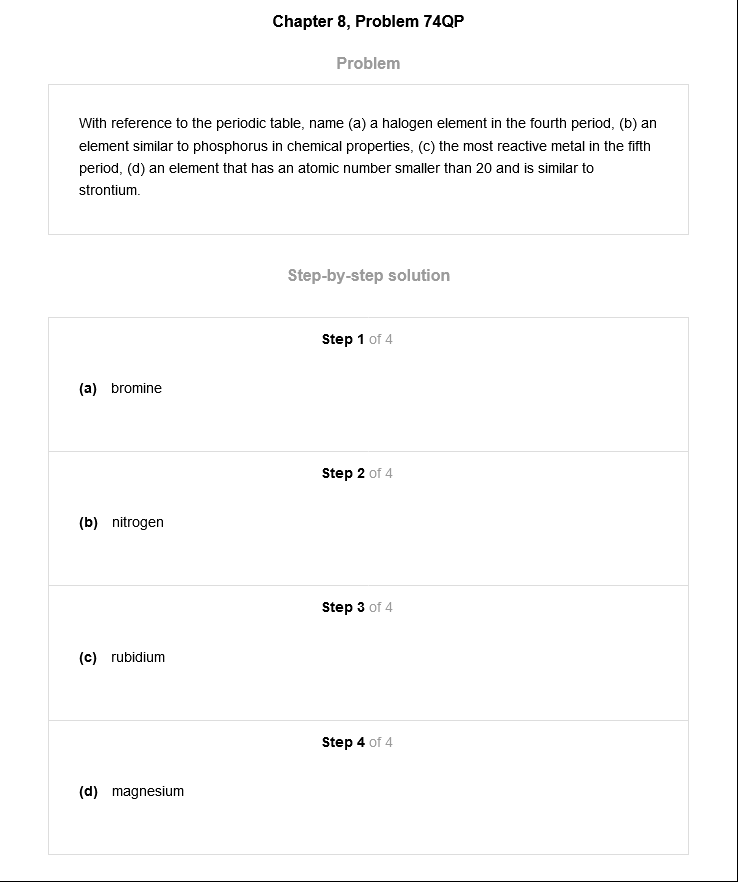 Chapter 8, Problem 74QP
Problem
With reference to the periodic table, name (a) a halogen element in the fourth period, (b) an
element similar to phosphorus in chemical properties, (c) the most reactive metal in the fifth
period, (d) an element that has an atomic number smaller than 20 and is similar to
strontium.
Step-by-step solution
Step 1 of 4
(a) bromine
Step 2 of 4
(b) nitrogen
Step 3 of 4
(c) rubidium
Step 4 of 4
(d) magnesium